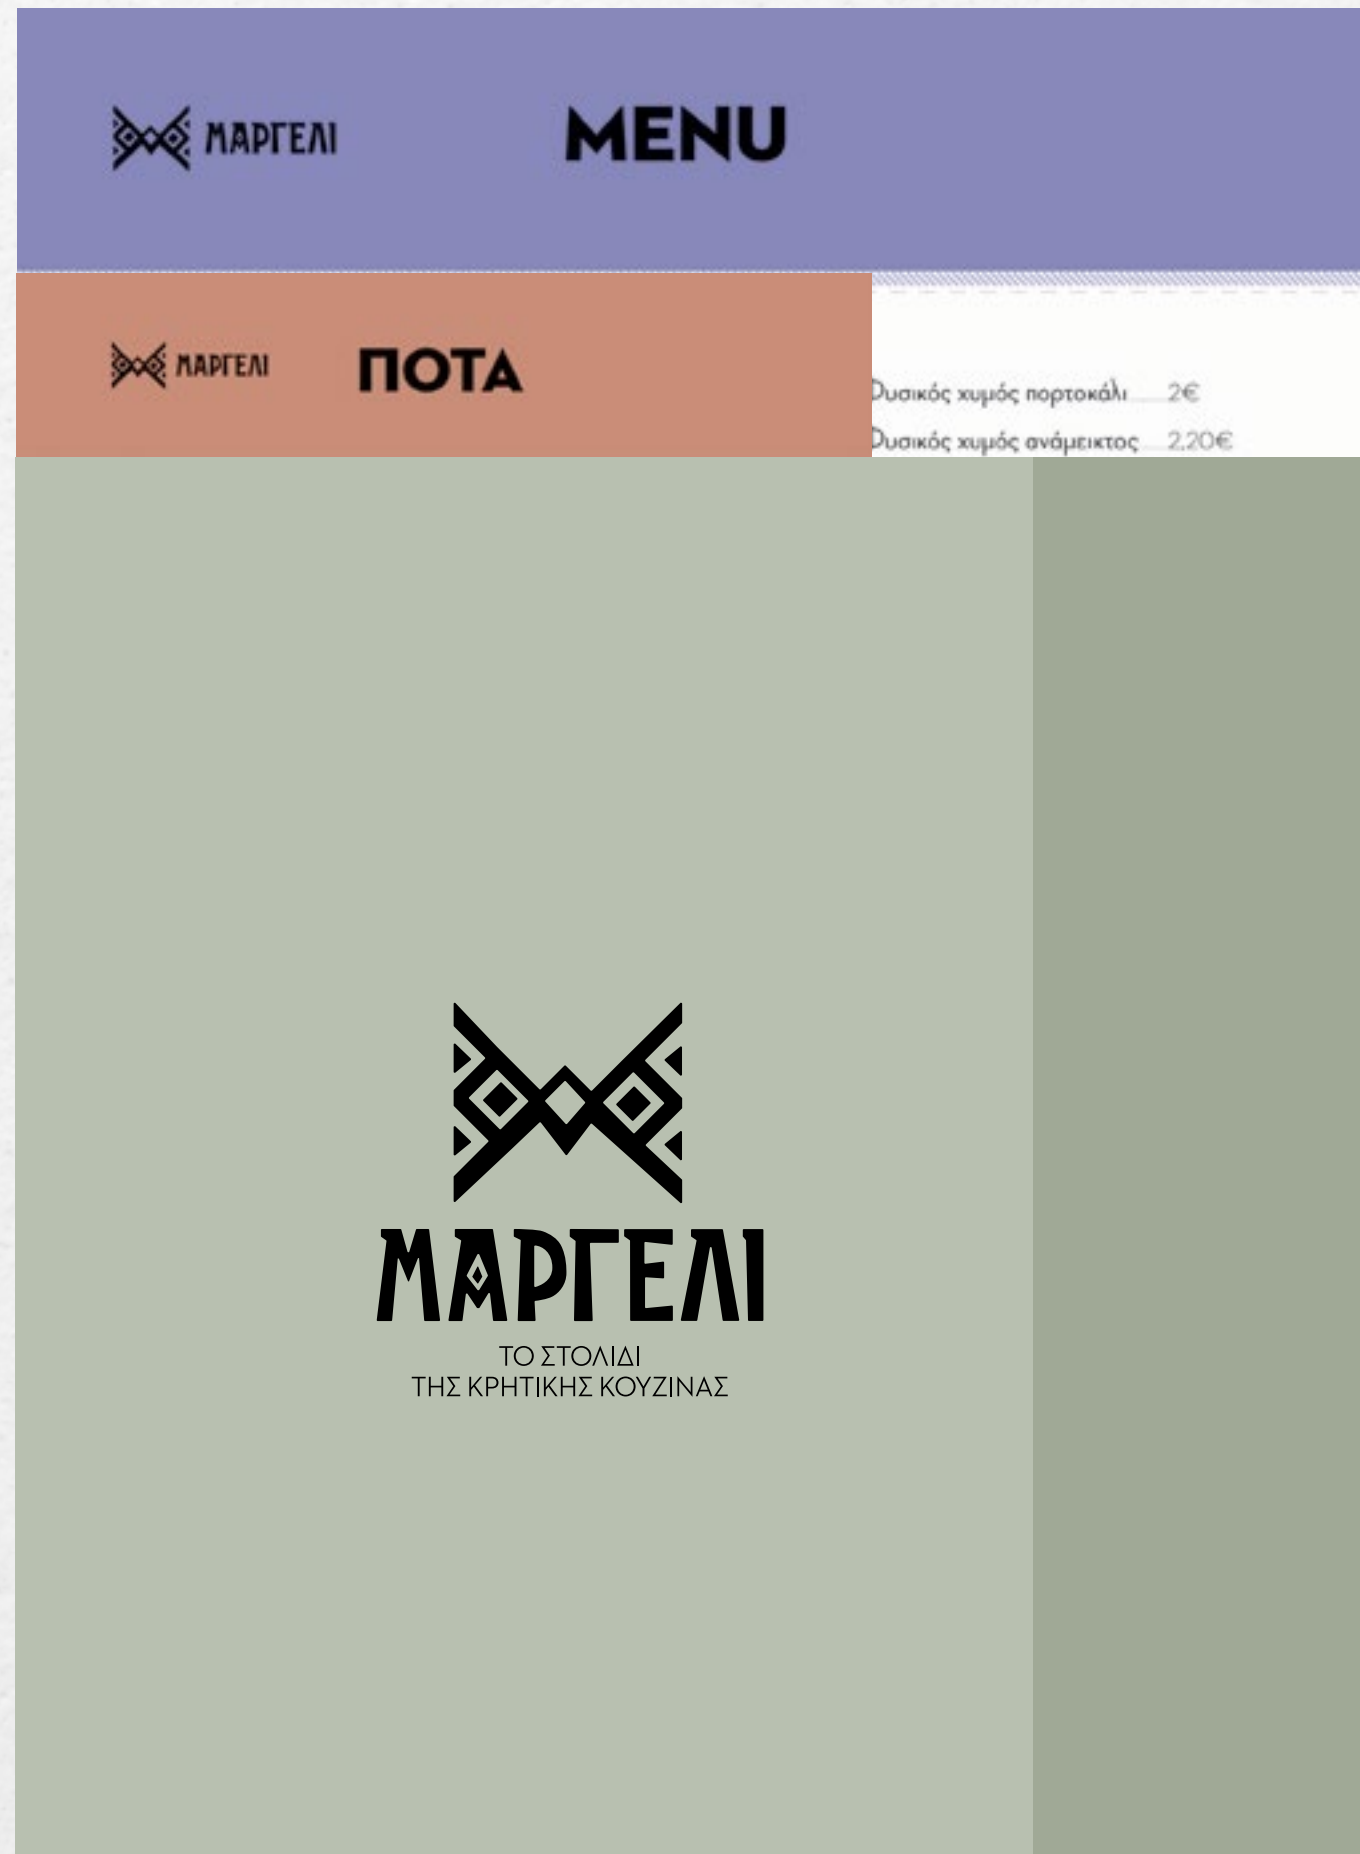 ΜΑΡΓΕΛΙ MENU
ΜΑΡΓΕΛΙ ΠΟΤΑ
Φυσικός χυμός πορτοκάλι 2€
Φυσικός χυμός ανάμεικτος 2,20€
ΜΑΡΓΕΛΙ
ΤΟ ΣΤΟΛΙΔΙ
ΤΗΣ ΚΡΗΤΙΚΗΣ ΚΟΥΖΙΝΑΣ